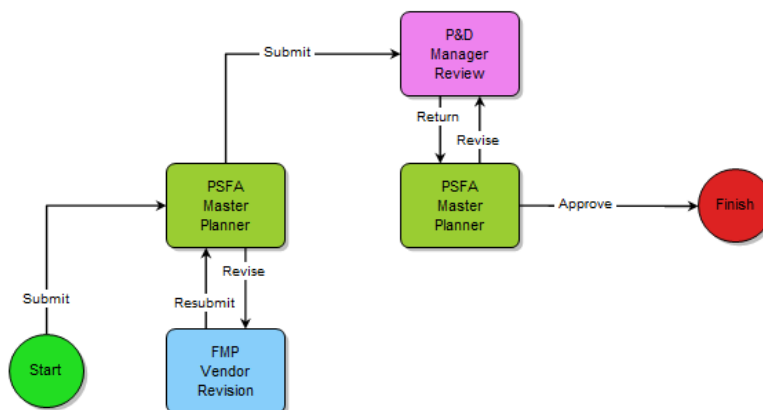 P&D
Manager
Review
Submit
Return
Revise
PSFA
Master
Planner
PSFA
Master
Planner
Approve
Finish
Revise
Resubmit
Submit
Start
FMP
Vendor
Revision